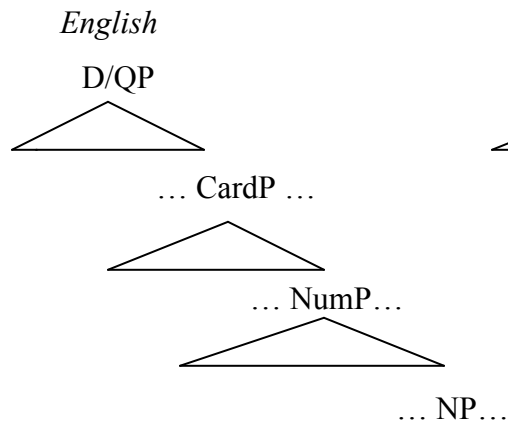 English
D/QP
… CardP …
… NumP…
… NP…